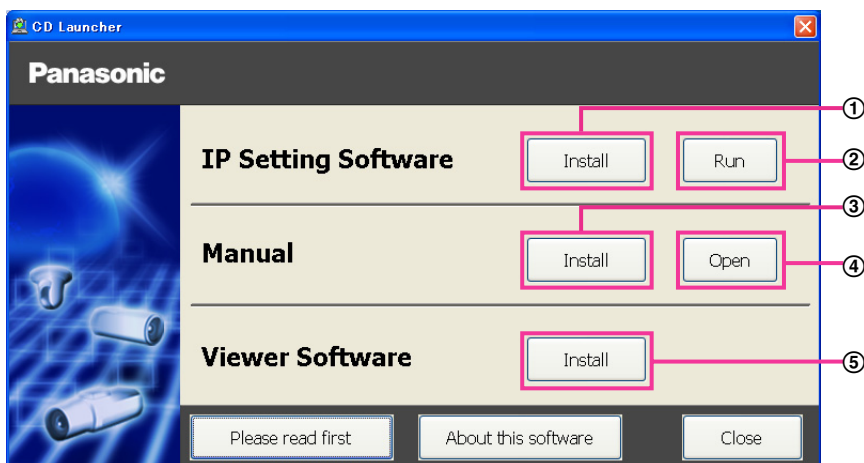 CD Launcher
Panasonic
①
IP Setting Software Install Run ②
③
Manual Install Open ④
Viewer Software Install ⑤
Please read first About this software Close